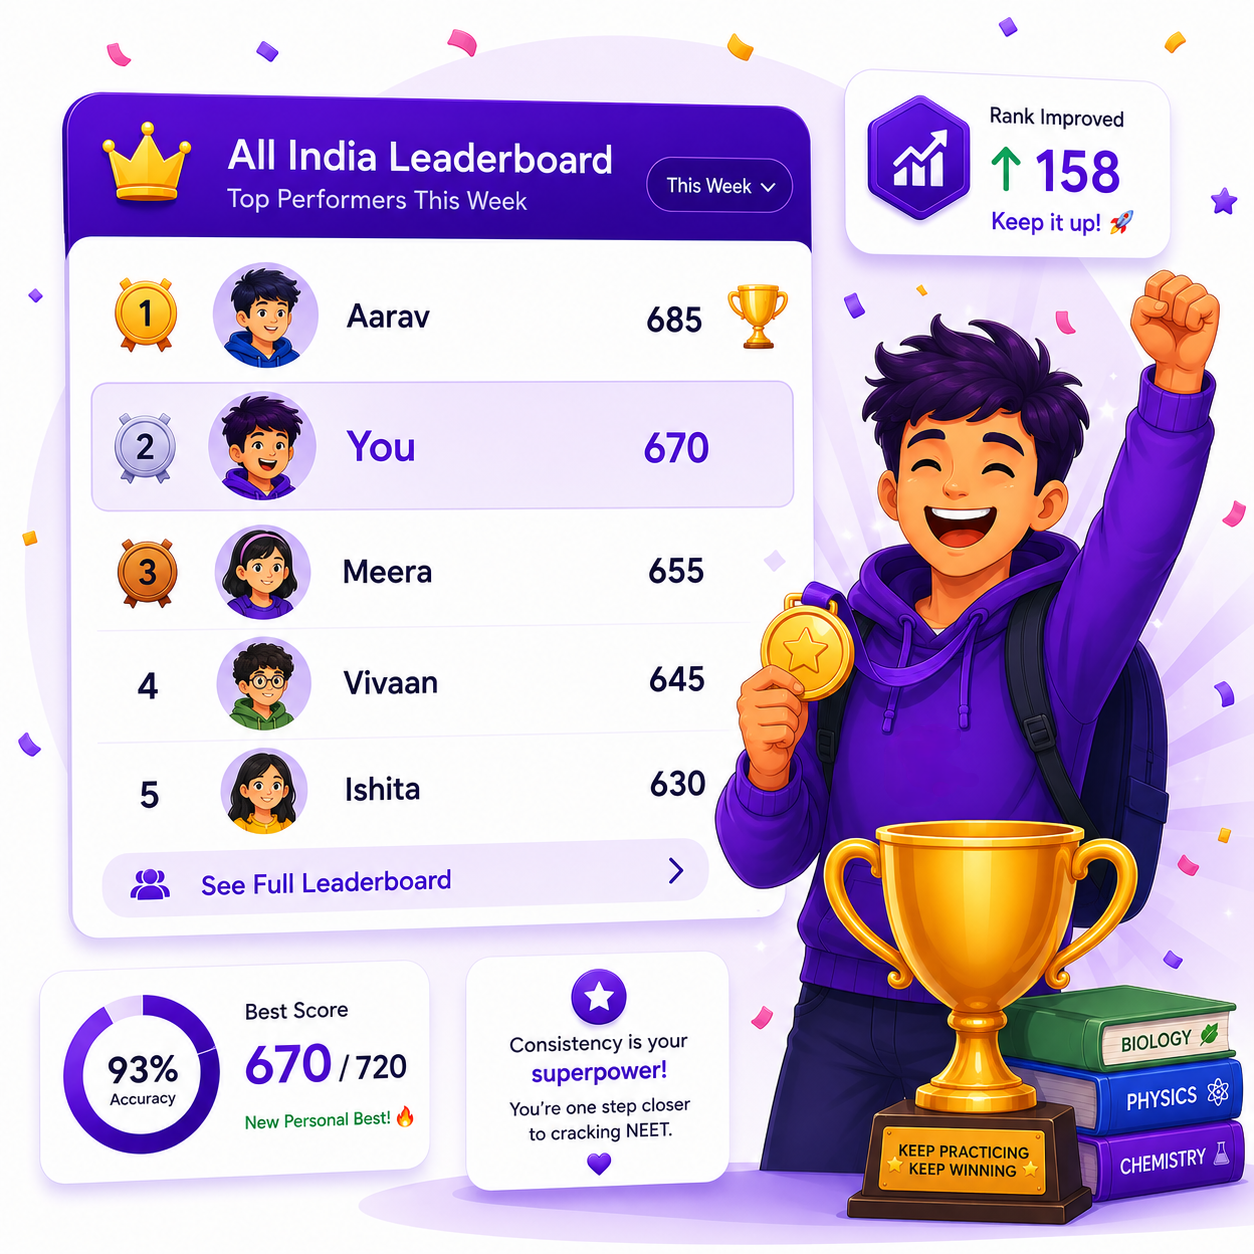 All India Leaderboard
Top Performers This Week
This Week
Rank Improved
↑ 158
Keep it up! 🚀
1 Aarav 685
2 You 670
3 Meera 655
4 Vivaan 645
5 Ishita 630
See Full Leaderboard
93%
Accuracy
Best Score
670 / 720
New Personal Best! 🔥
Consistency is your
superpower!
You're one step closer
to cracking NEET.
BIOLOGY
PHYSICS
CHEMISTRY
KEEP PRACTICING
KEEP WINNING